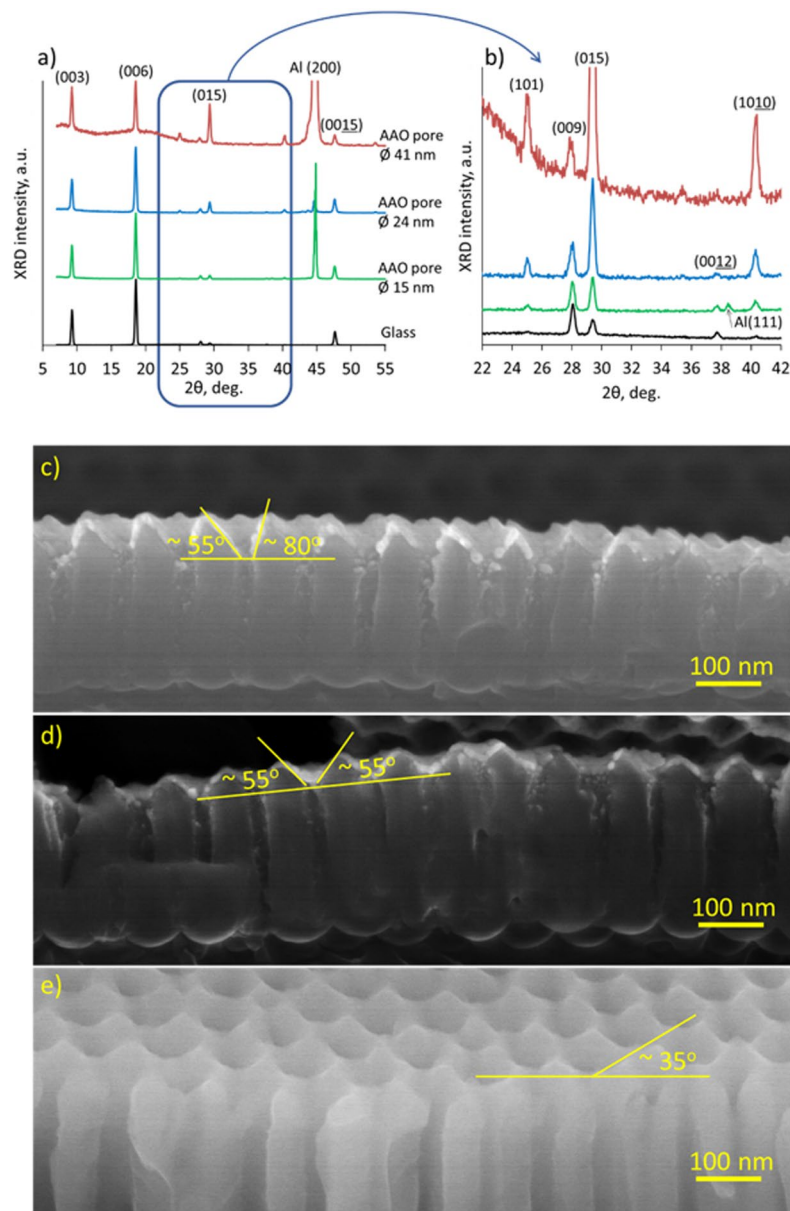 a)
(003)
(006)
(015)
Al (200)
(0015)
AAO pore
Ø 41 nm
AAO pore
Ø 24 nm
AAO pore
Ø 15 nm
Glass
XRD intensity, a.u.
5 10 15 20 25 30 35 40 45 50 55
2θ, deg.
b)
(015)
(101)
(009)
(1010)
(0012)
Al(111)
XRD intensity, a.u.
22 24 26 28 30 32 34 36 38 40 42
2θ, deg.
c)
~ 55°
~ 80°
100 nm
d)
~ 55°
~ 55°
100 nm
e)
~ 35°
100 nm